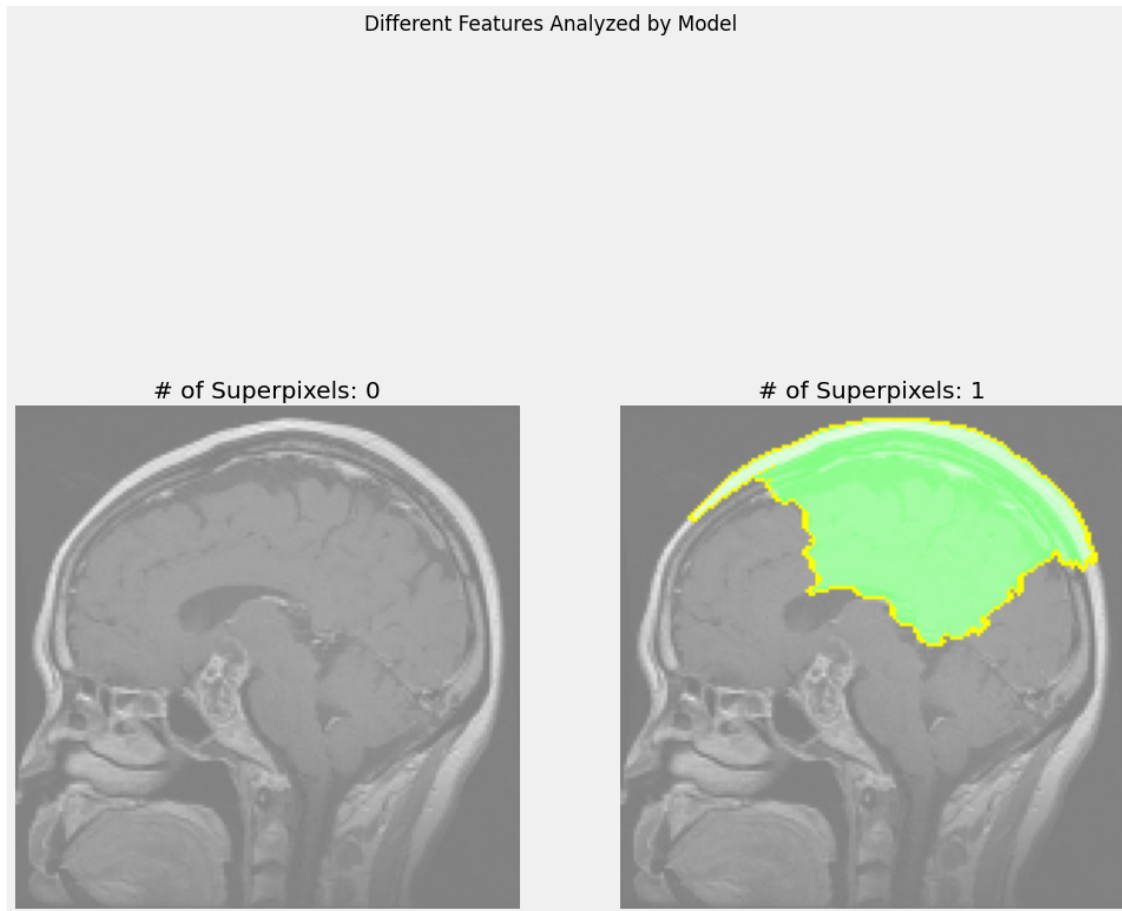 Different Features Analyzed by Model
# of Superpixels: 0
# of Superpixels: 1